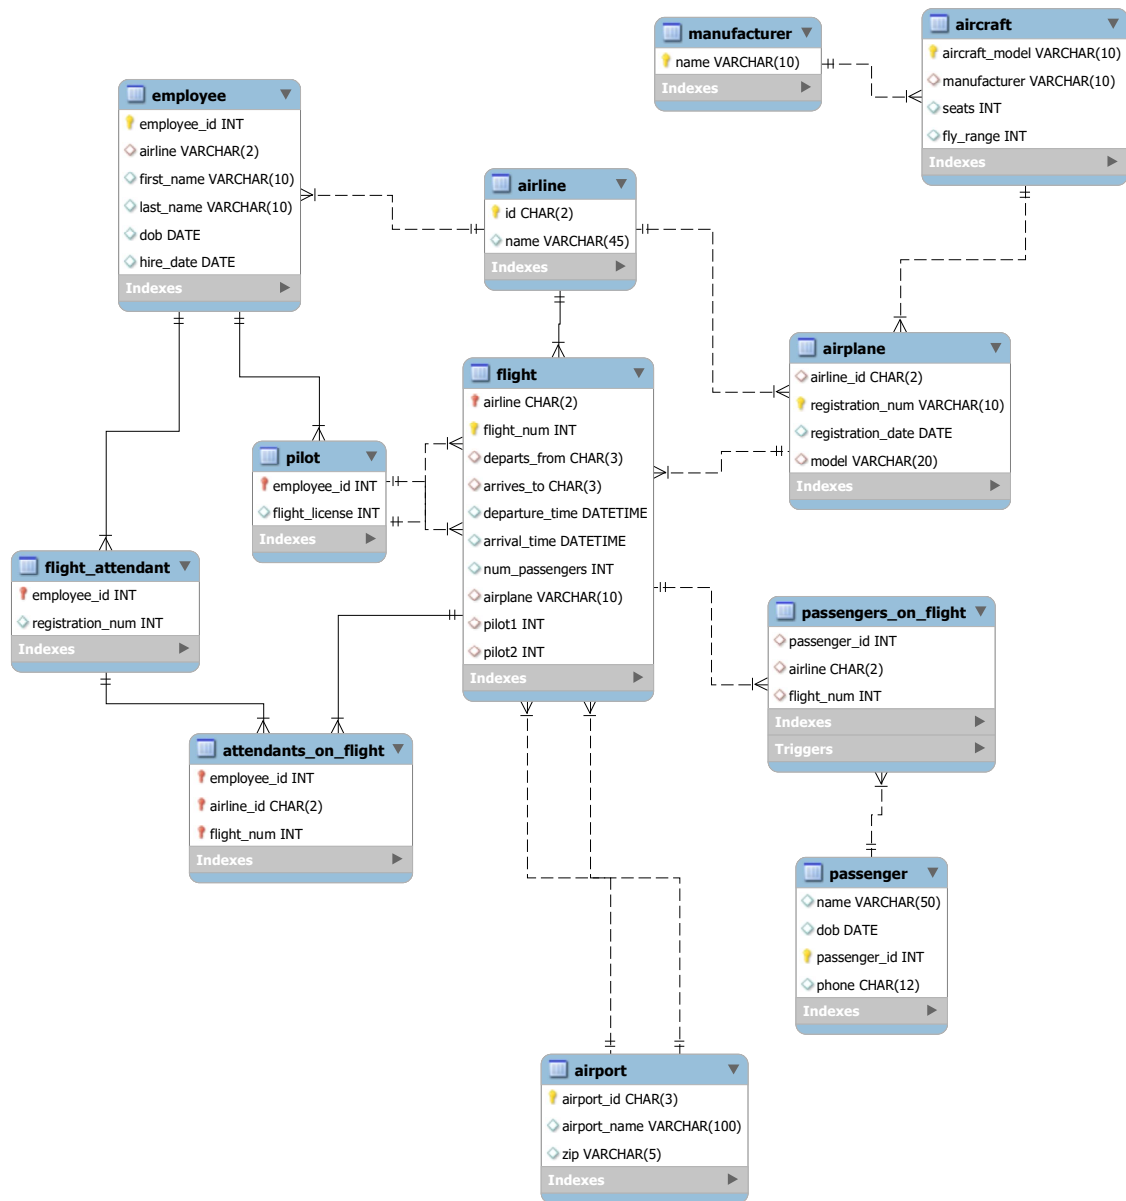 manufacturer
name VARCHAR(10)
Indexes
aircraft
aircraft_model VARCHAR(10)
manufacturer VARCHAR(10)
seats INT
fly_range INT
Indexes
employee
employee_id INT
airline VARCHAR(2)
first_name VARCHAR(10)
last_name VARCHAR(10)
dob DATE
hire_date DATE
Indexes
airline
id CHAR(2)
name VARCHAR(45)
Indexes
airplane
airline_id CHAR(2)
registration_num VARCHAR(10)
registration_date DATE
model VARCHAR(20)
Indexes
flight
airline CHAR(2)
flight_num INT
departs_from CHAR(3)
arrives_to CHAR(3)
departure_time DATETIME
arrival_time DATETIME
num_passengers INT
airplane VARCHAR(10)
pilot1 INT
pilot2 INT
Indexes
pilot
employee_id INT
flight_license INT
Indexes
flight_attendant
employee_id INT
registration_num INT
Indexes
passengers_on_flight
passenger_id INT
airline CHAR(2)
flight_num INT
Indexes
Triggers
attendants_on_flight
employee_id INT
airline_id CHAR(2)
flight_num INT
Indexes
passenger
name VARCHAR(50)
dob DATE
passenger_id INT
phone CHAR(12)
Indexes
airport
airport_id CHAR(3)
airport_name VARCHAR(100)
zip VARCHAR(5)
Indexes